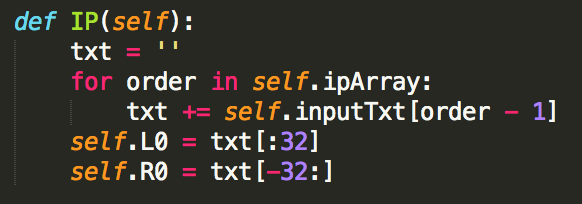 def IP(self):
    txt = ''
    for order in self.ipArray:
        txt += self.inputTxt[order - 1]
    self.L0 = txt[:32]
    self.R0 = txt[-32:]